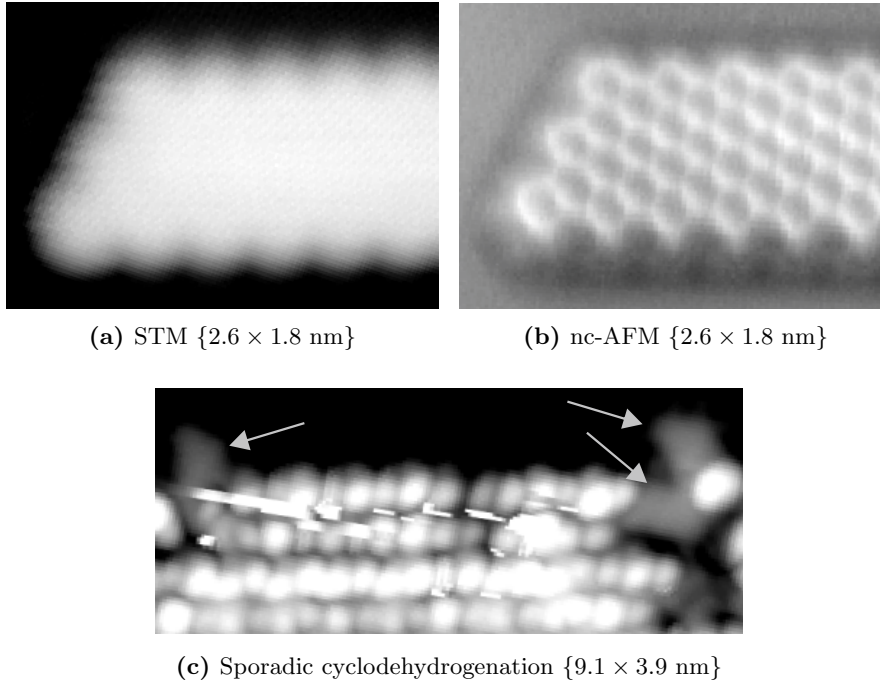 (a) STM {2.6 × 1.8 nm}
(b) nc-AFM {2.6 × 1.8 nm}
(c) Sporadic cyclodehydrogenation {9.1 × 3.9 nm}